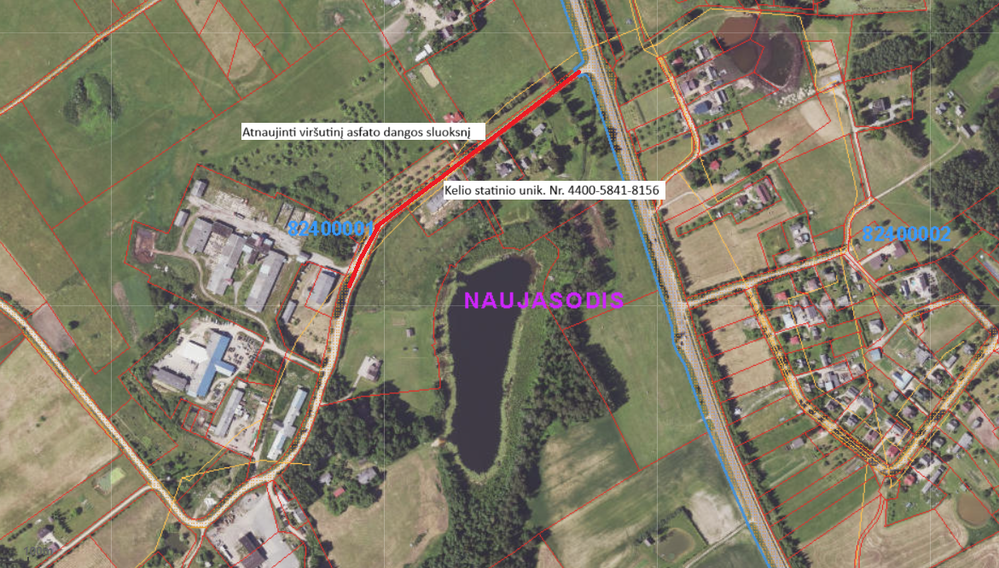 Atnaujinti viršutinį asfato dangos sluoksnį
Kelio statinio unik. Nr. 4400-5841-8156
82400001
82400002
NAUJASODIS